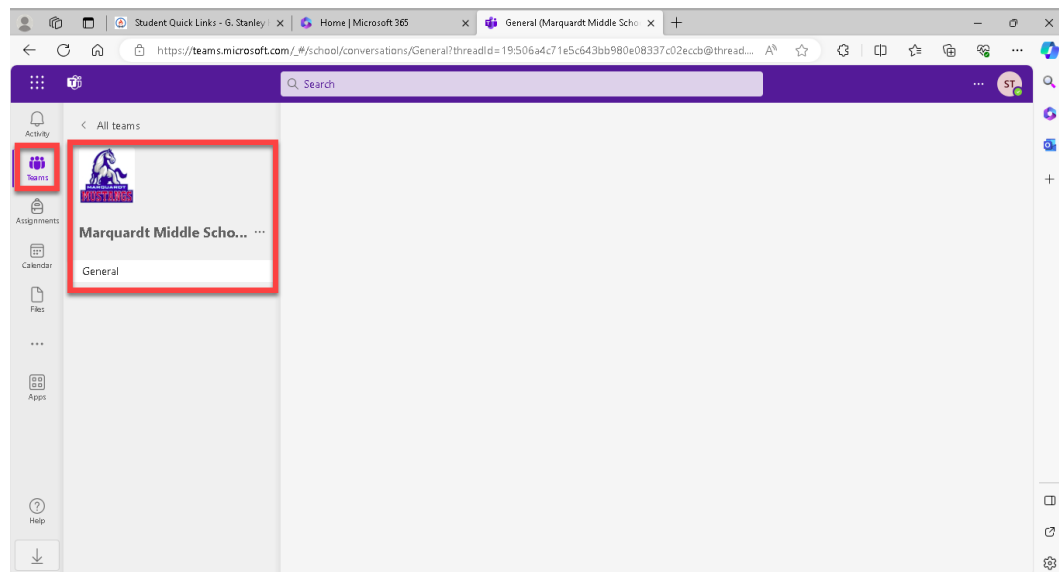 Student Quick Links - G. Stanley
Home | Microsoft 365
General (Marquardt Middle Scho
https://teams.microsoft.com/_#/school/conversations/General?threadId=19:506a4c71e5c643bb980e08337c02eccb@thread....
Search
ST
Activity
All teams
Teams
MARQUARDT
MUSTANGS
Assignments
Marquardt Middle Scho... ...
Calendar
General
Files
Apps
Help